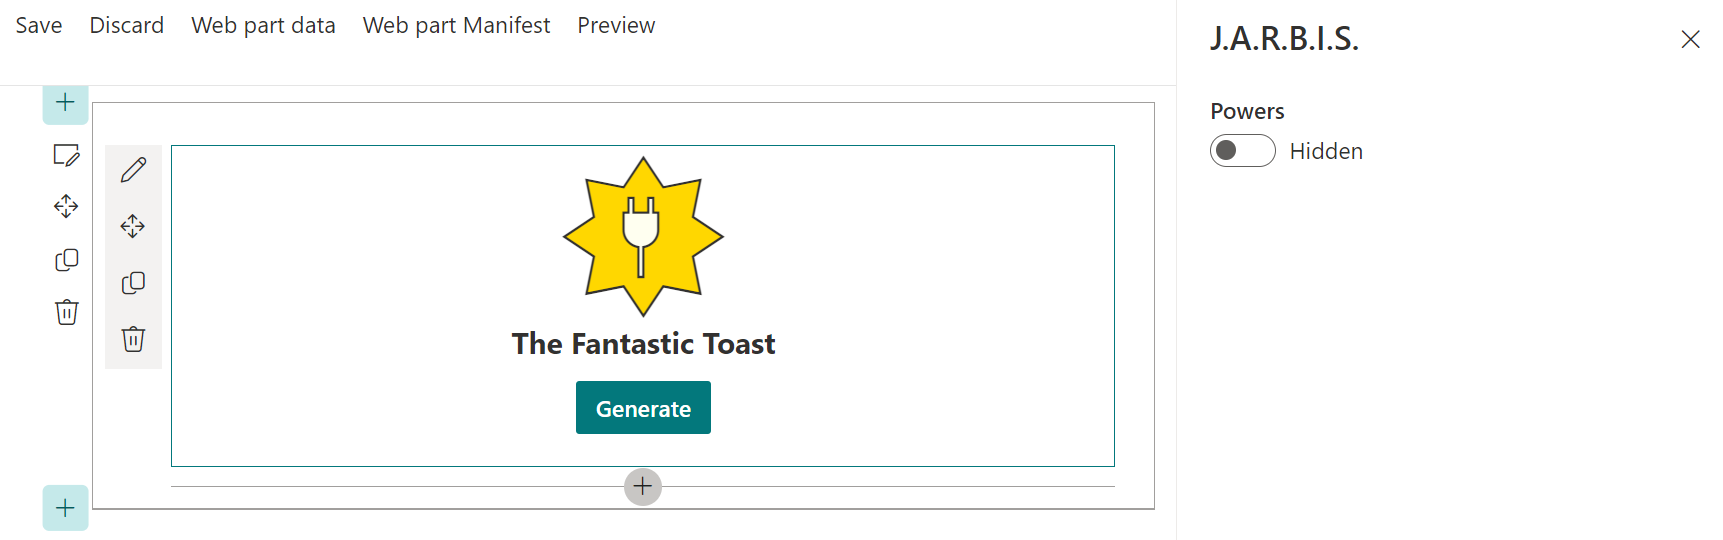 Save Discard Web part data Web part Manifest Preview
J.A.R.B.I.S.
Powers
Hidden
The Fantastic Toast
Generate